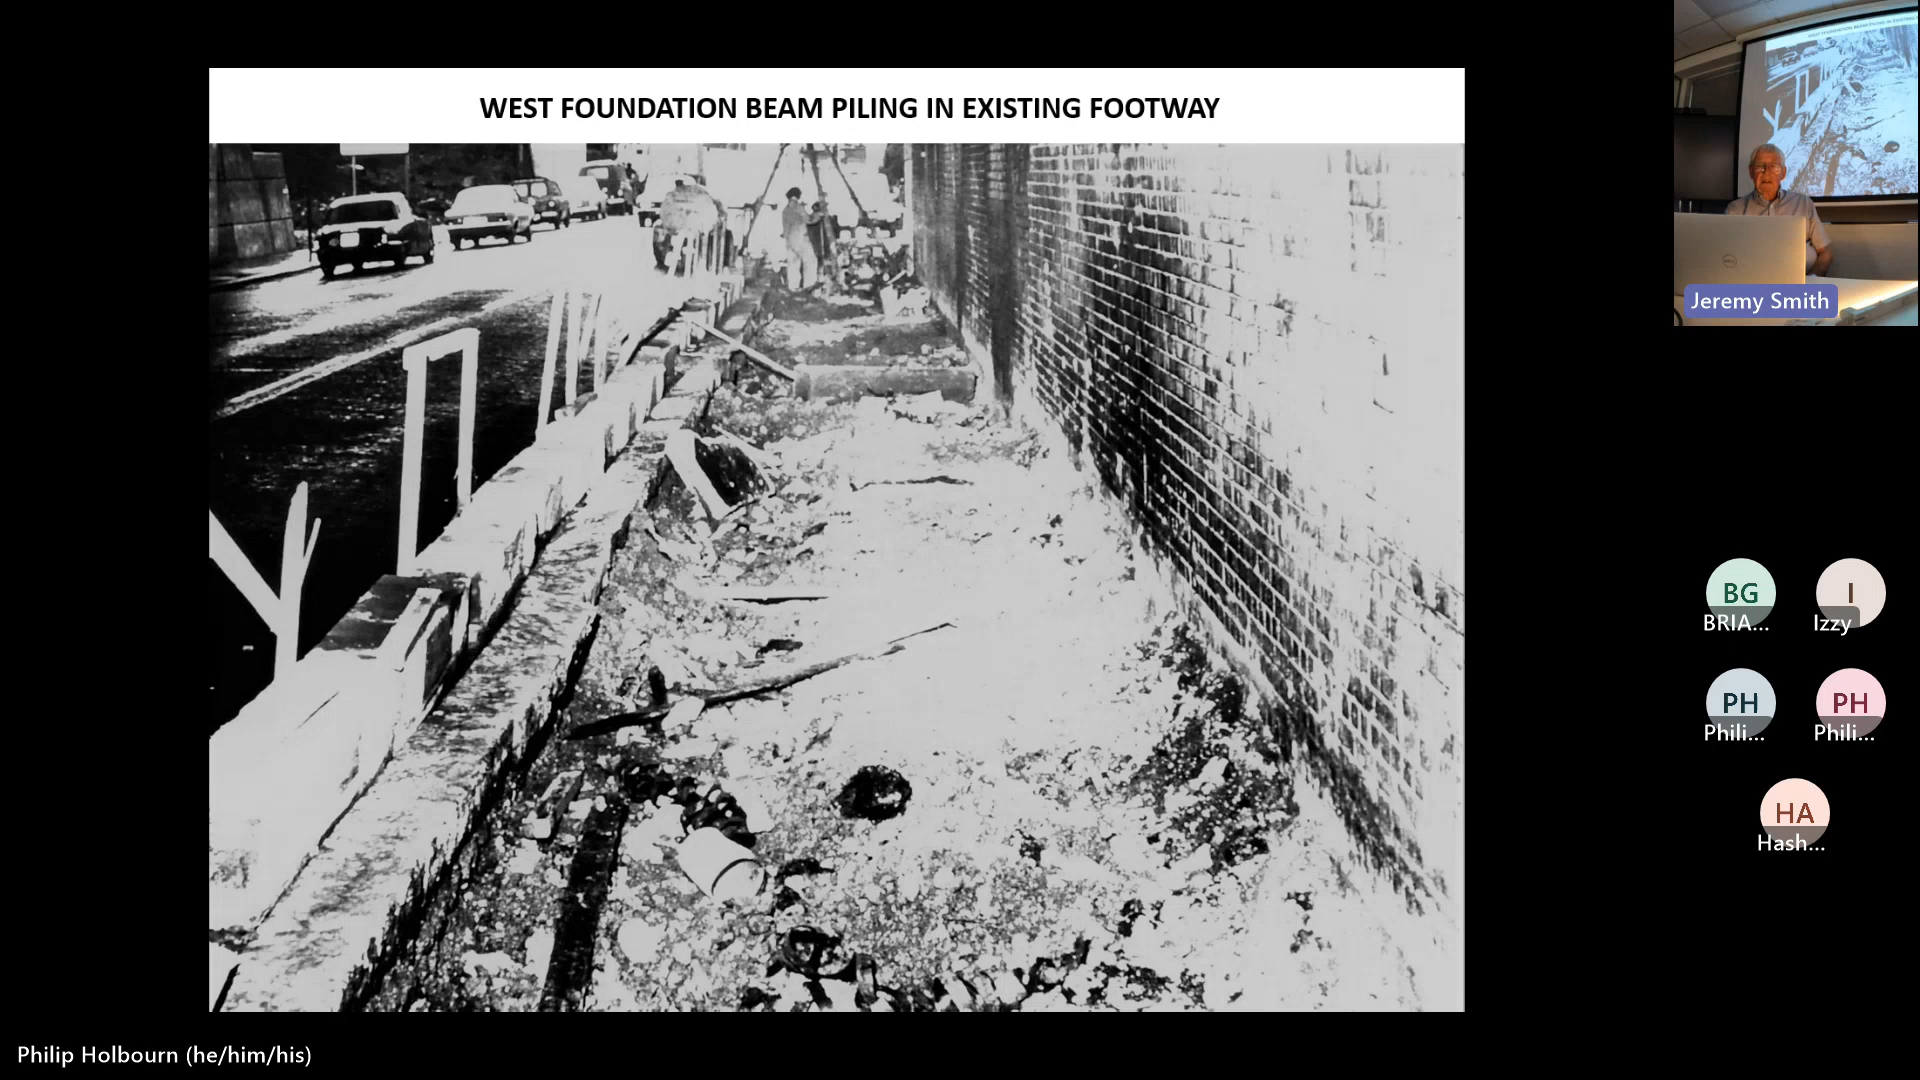 WEST FOUNDATION BEAM PILING IN EXISTING FOOTWAY
Jeremy Smith
BG
BRIA...
I
Izzy
PH
Phili...
PH
Phili...
HA
Hash...
Philip Holbourn (he/him/his)